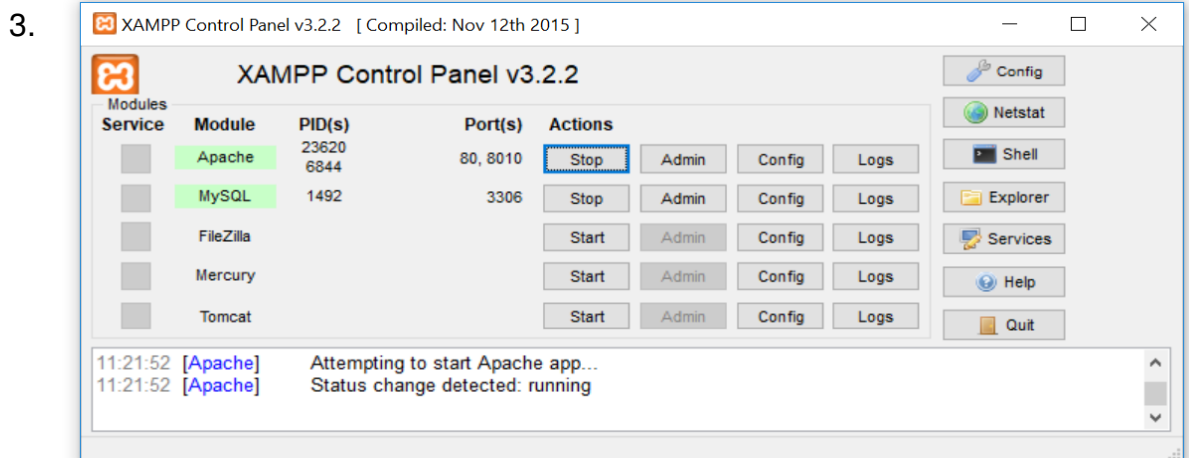 3.
XAMPP Control Panel v3.2.2 [ Compiled: Nov 12th 2015 ]
XAMPP Control Panel v3.2.2
Config
Modules
Netstat
Service Module PID(s) Port(s) Actions
Apache 23620 6844 80, 8010 Stop Admin Config Logs
Shell
MySQL 1492 3306 Stop Admin Config Logs
Explorer
FileZilla Start Admin Config Logs
Services
Mercury Start Admin Config Logs
Help
Tomcat Start Admin Config Logs
Quit
11:21:52 [Apache] Attempting to start Apache app...
11:21:52 [Apache] Status change detected: running